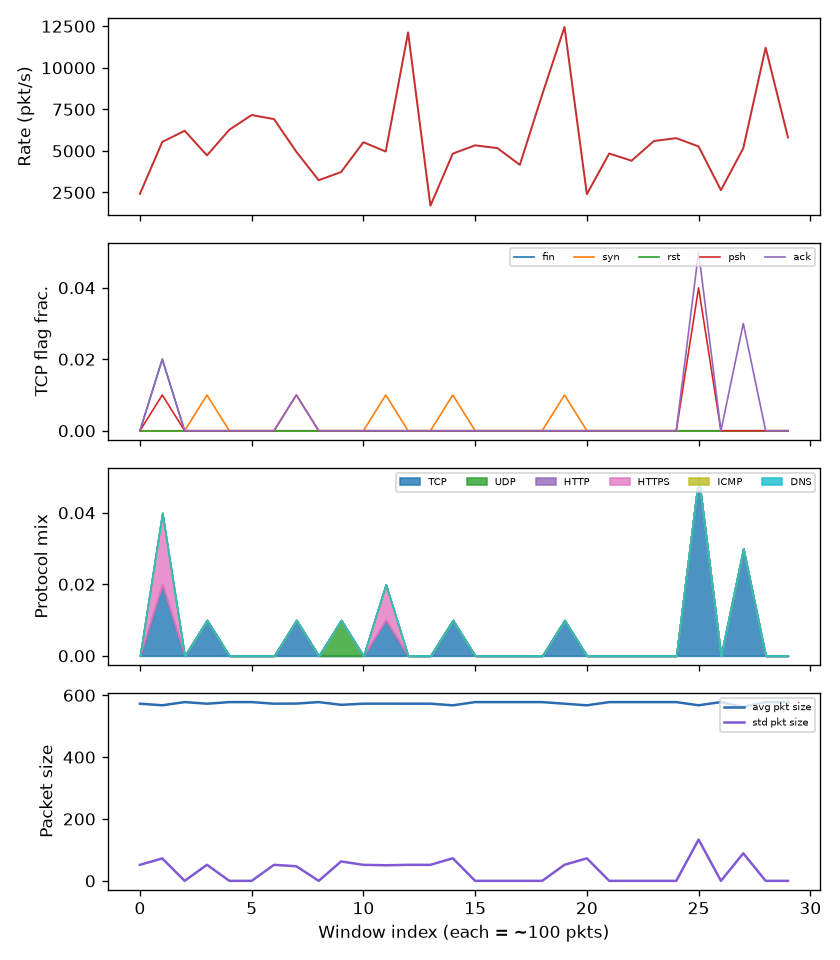 12500
10000
7500
5000
2500
Rate (pkt/s)
fin syn rst psh ack
0.04
0.02
0.00
TCP flag frac.
TCP UDP HTTP HTTPS ICMP DNS
0.04
0.02
0.00
Protocol mix
avg pkt size
std pkt size
600
400
200
0
Packet size
0 5 10 15 20 25 30
Window index (each = ~100 pkts)